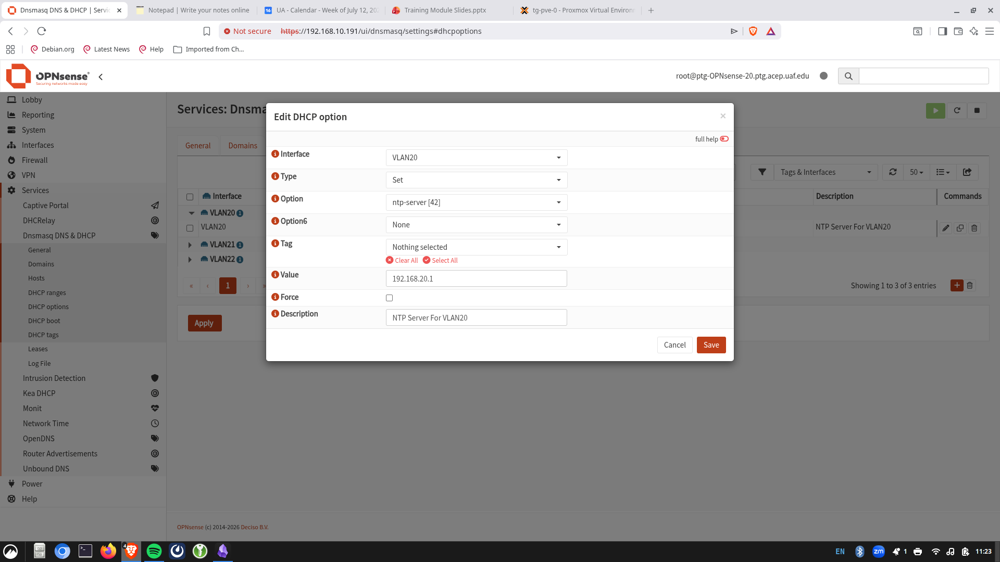 Dnsmasq DNS & DHCP | Servi
Notepad | Write your notes online
16
UA - Calendar - Week of July 12, 202
Training Module Slides.pptx
tg-pve-0 - Proxmox Virtual Environ
Not secure https://192.168.10.191/ui/dnsmasq/settings#dhcpoptions
Debian.org
Latest News
Help
Imported from Ch...
OPNsense®
Securing networks made easy
root@ptg-OPNsense-20.ptg.acep.uaf.edu
Lobby
Reporting
System
Interfaces
Firewall
VPN
Services
Captive Portal
DHCRelay
Dnsmasq DNS & DHCP
General
Domains
Hosts
DHCP ranges
DHCP options
DHCP boot
DHCP tags
Leases
Log File
Intrusion Detection
Kea DHCP
Monit
Network Time
OpenDNS
Router Advertisements
Unbound DNS
Power
Help
Services: Dnsma
General
Domains
Tags & Interfaces
50
Interface
Description
Commands
VLAN20 1
VLAN20
NTP Server For VLAN20
VLAN21 1
VLAN22 1
« ‹ 1 › »
Showing 1 to 3 of 3 entries
Apply
Edit DHCP option
×
full help
Interface
VLAN20
Type
Set
Option
ntp-server [42]
Option6
None
Tag
Nothing selected
Clear All
Select All
Value
192.168.20.1
Force
Description
NTP Server For VLAN20
Cancel
Save
OPNsense (c) 2014-2026 Deciso B.V.
4
EN
zm
1
11:23